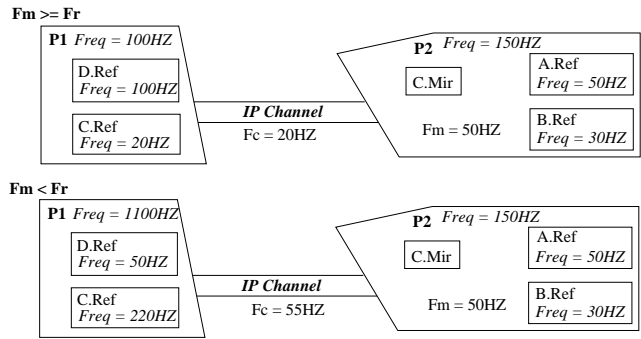 Fm >= Fr
P1 Freq = 100HZ
D.Ref
Freq = 100HZ
C.Ref
Freq = 20HZ
IP Channel
Fc = 20HZ
P2 Freq = 150HZ
C.Mir
Fm = 50HZ
A.Ref
Freq = 50HZ
B.Ref
Freq = 30HZ
Fm < Fr
P1 Freq = 1100HZ
D.Ref
Freq = 50HZ
C.Ref
Freq = 220HZ
IP Channel
Fc = 55HZ
P2 Freq = 150HZ
C.Mir
Fm = 50HZ
A.Ref
Freq = 50HZ
B.Ref
Freq = 30HZ